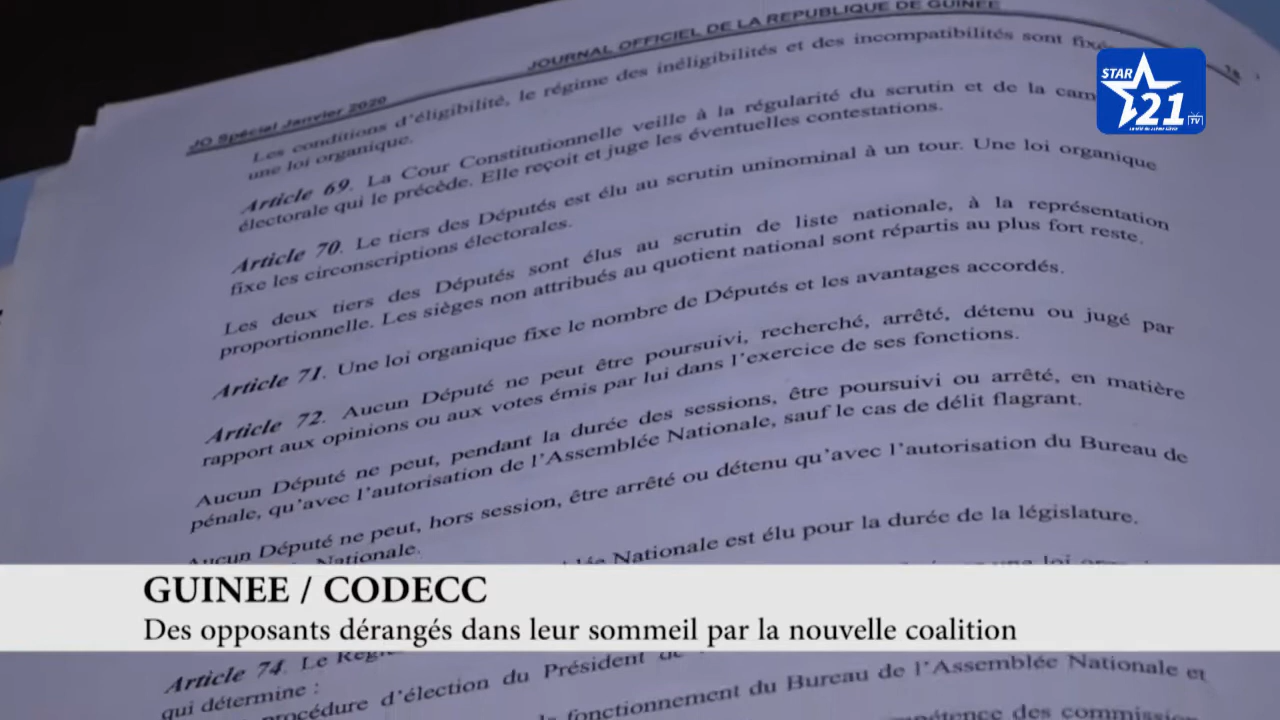 JOURNAL OFFICIEL DE LA REPUBLIQUE DE GUINEE
JO Spécial Janvier 2020
Les conditions d'éligibilité, le régime des inéligibilités et des incompatibilités sont
une loi organique.
Article 69. La Cour Constitutionnelle veille à la régularité du scrutin et de la
électorale qui le précède. Elle reçoit et juge les éventuelles contestations.
Article 70. Le tiers des Députés est élu au scrutin uninominal à un tour. Une loi organique
fixe les circonscriptions électorales.
Les deux tiers des Députés sont élus au scrutin de liste nationale, à la représentation
proportionnelle. Les sièges non attribués au quotient national sont répartis au plus fort reste.
Article 71. Une loi organique fixe le nombre de Députés et les avantages accordés.
Article 72. Aucun Député ne peut être poursuivi, recherché, arrêté, détenu ou jugé par
rapport aux opinions ou aux votes émis par lui dans l'exercice de ses fonctions.
Aucun Député ne peut, pendant la durée des sessions, être poursuivi ou arrêté, en matière
pénale, qu'avec l'autorisation de l'Assemblée Nationale, sauf le cas de délit flagrant.
Aucun Député ne peut, hors session, être arrêté ou détenu qu'avec l'autorisation du Bureau de
Nationale.
Nationale est élu pour la durée de la législature.
STAR
21
TV
GUINEE / CODECC
Des opposants dérangés dans leur sommeil par la nouvelle coalition
Article 74. Le
qui détermine :
procédure d'élection du Président
fonctionnement du Bureau de l'Assemblée Nationale et